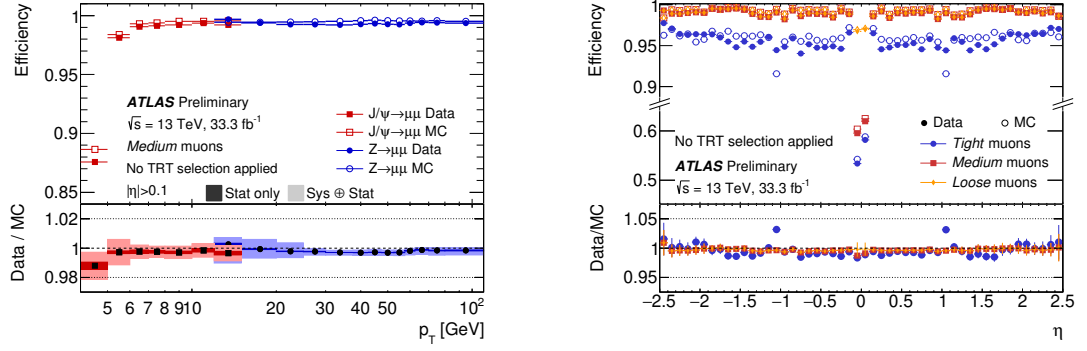 Efficiency
1
0.95
0.9
0.85
ATLAS Preliminary
√s = 13 TeV, 33.3 fb⁻¹
Medium muons
No TRT selection applied
|η|>0.1
J/ψ→μμ Data
J/ψ→μμ MC
Z→μμ Data
Z→μμ MC
Stat only
Sys ⊕ Stat
Data / MC
1.02
1
0.98
5 6 7 8 9 10 20 30 40 50 60 10²
p_T [GeV]
Efficiency
1
0.95
0.9
0.6
0.5
No TRT selection applied
ATLAS Preliminary
√s = 13 TeV, 33.3 fb⁻¹
Data MC
Tight muons
Medium muons
Loose muons
Data/MC
1.05
1
0.95
−2.5 −2 −1.5 −1 −0.5 0 0.5 1 1.5 2 2.5
η